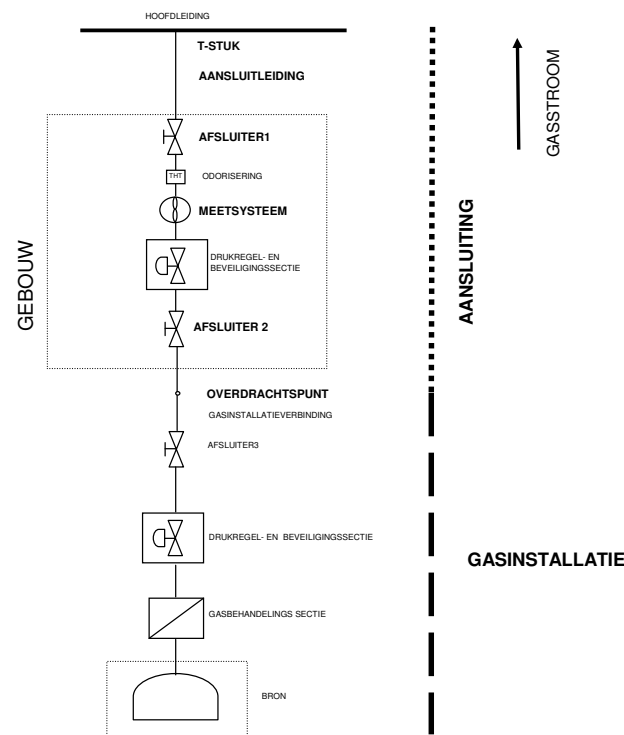 HOOFDLEIDING
T-STUK
AANSLUITLEIDING
AFSLUITER1
THT
ODORISERING
MEETSYSTEEM
DRUKREGEL- EN
BEVEILIGINGSSECTIE
AFSLUITER 2
GEBOUW
OVERDRACHTSPUNT
GASINSTALLATIEVERBINDING
AFSLUITER3
DRUKREGEL- EN BEVEILIGINGSSECTIE
GASBEHANDELINGS SECTIE
BRON
AANSLUITING
GASSTROOM
GASINSTALLATIE